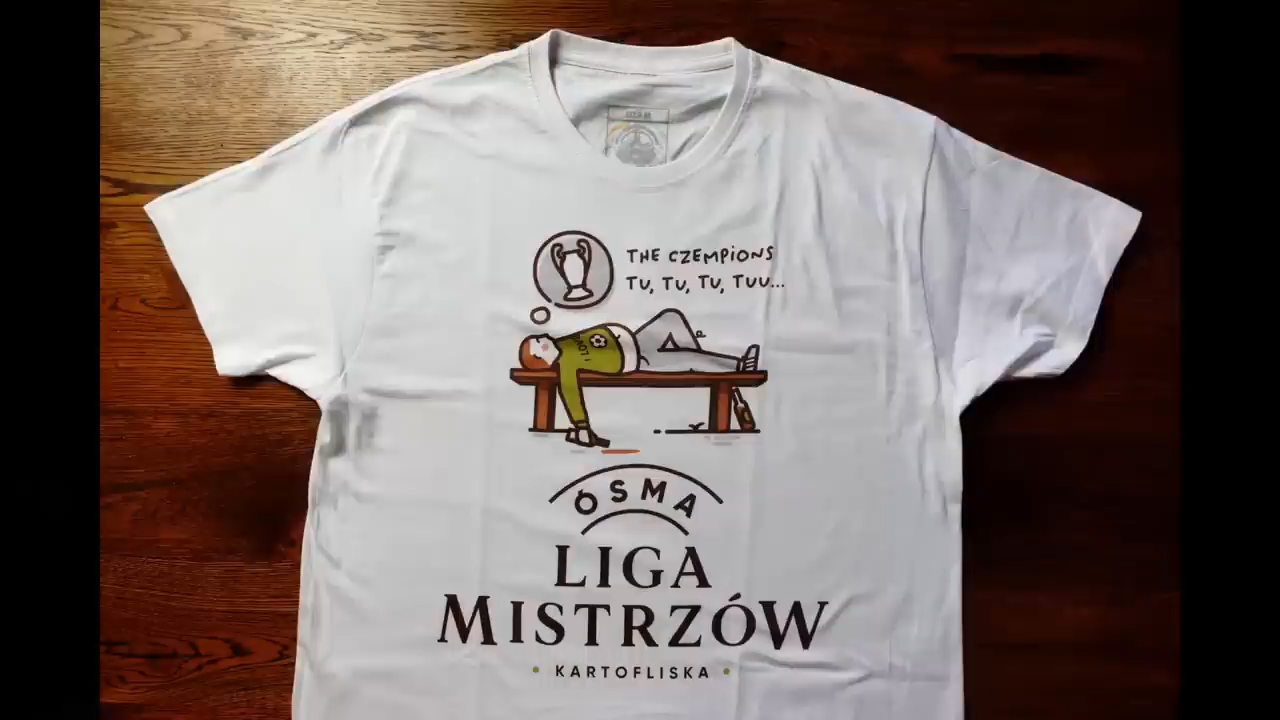 THE CZEMPiONS
TU, TU, TU, TUU...
ÓSMA
LIGA
MISTRZÓW
• KARTOFLISKA •